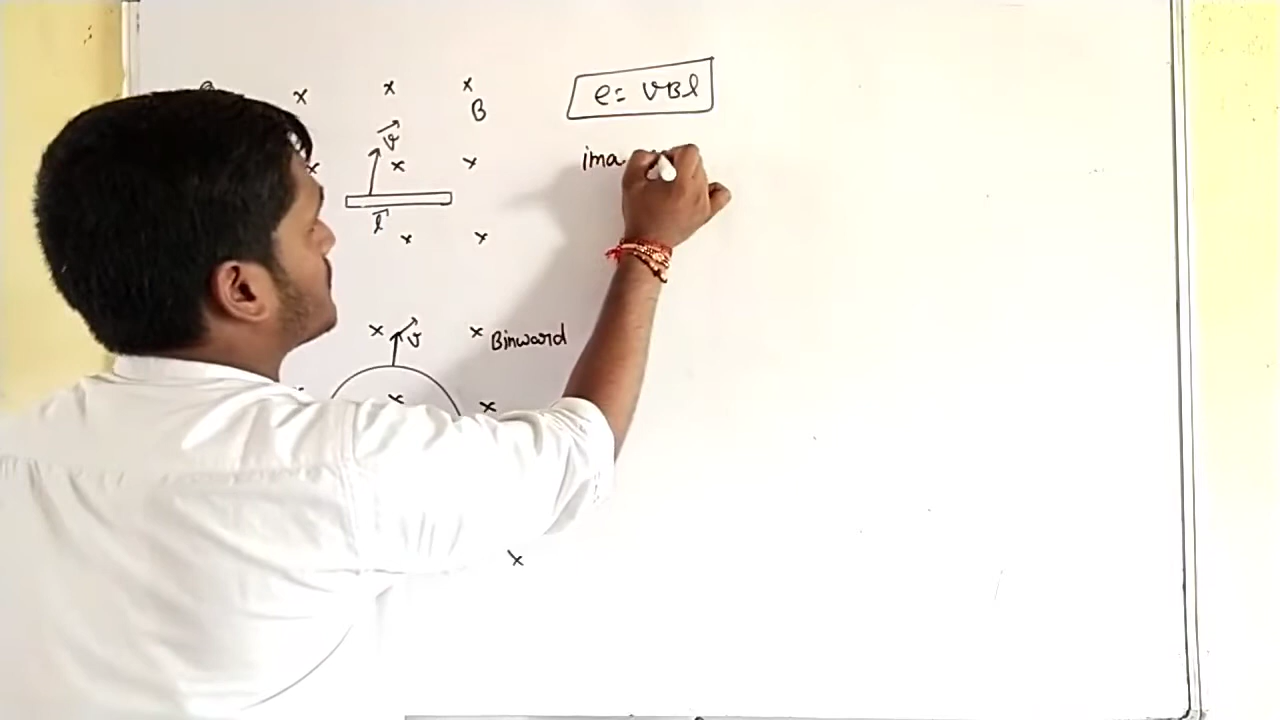 x x x
B
e = vBl
v
x x x
ima
l
x x
x v x B inward
x x
x